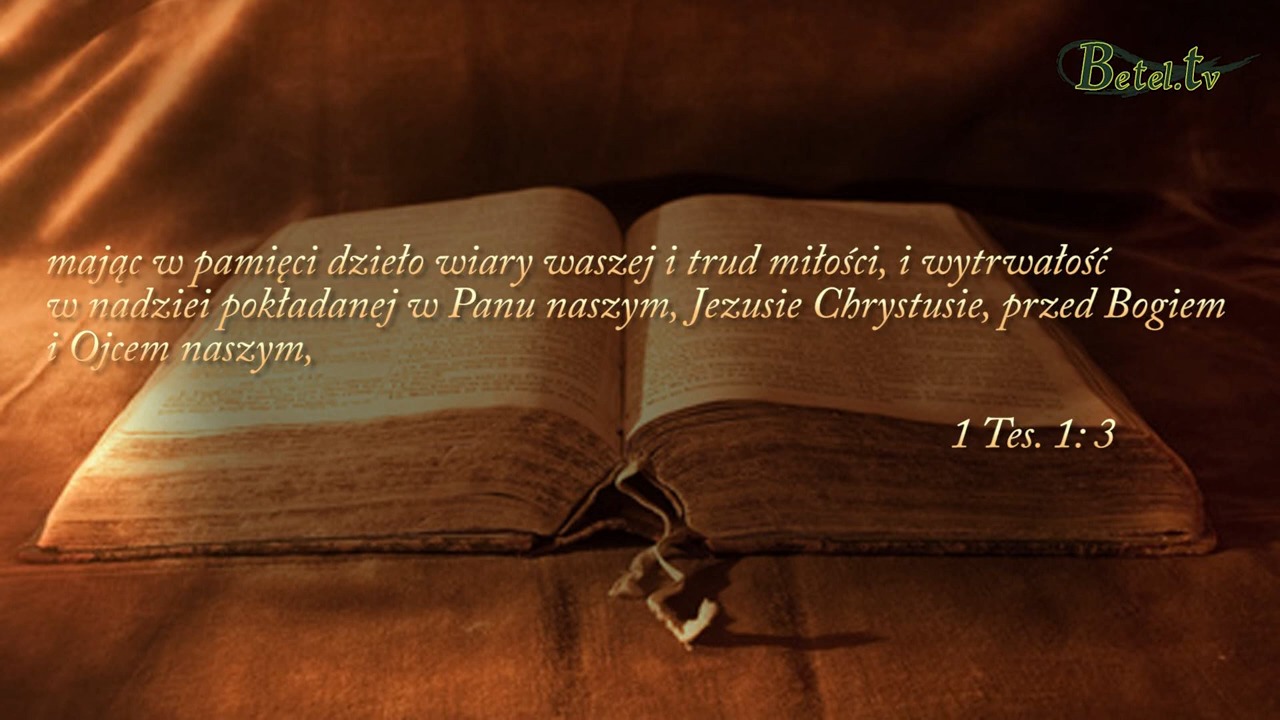 Betel.tv
mając w pamięci dzieło wiary waszej i trud miłości, i wytrwałość
w nadziei pokładanej w Panu naszym, Jezusie Chrystusie, przed Bogiem
i Ojcem naszym,
1 Tes. 1: 3